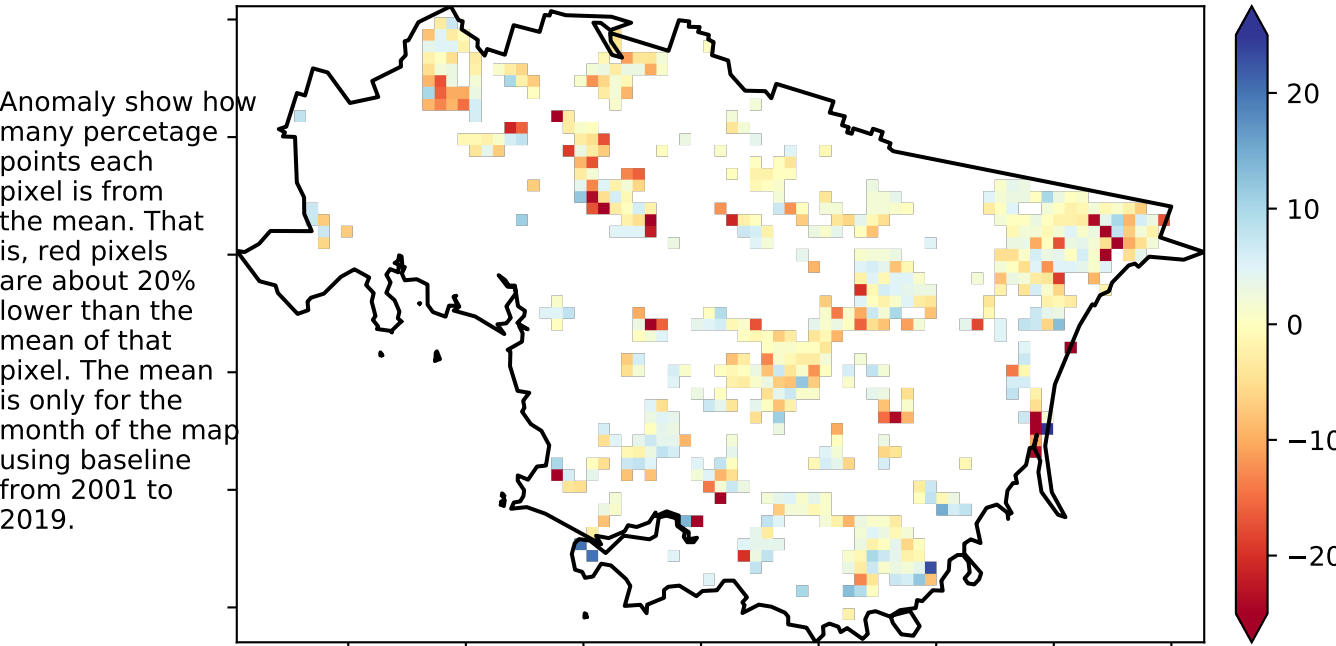 Anomaly show how
many percetage
points each
pixel is from
the mean. That
is, red pixels
are about 20%
lower than the
mean of that
pixel. The mean
is only for the
month of the map
using baseline
from 2001 to
2019.
20
10
0
−10
−20